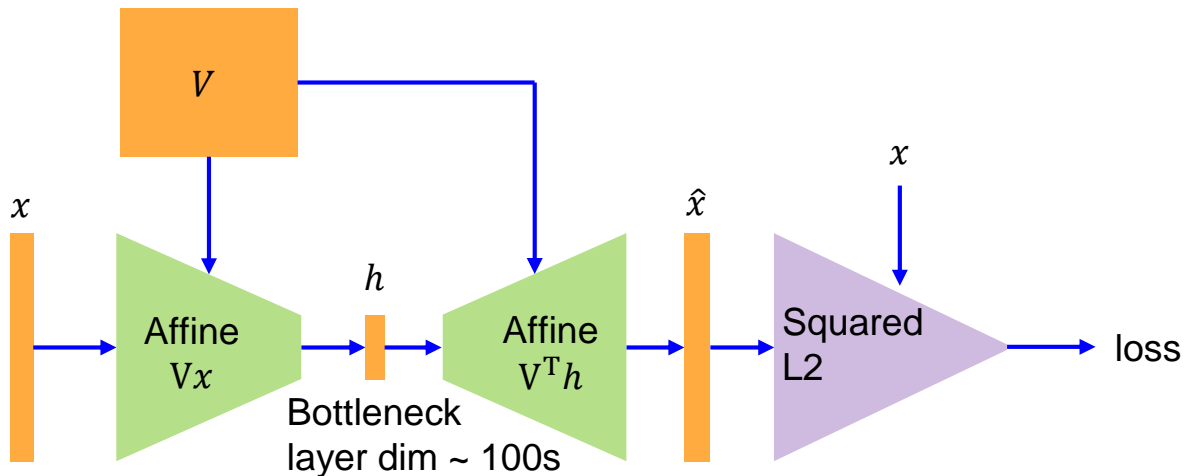 V
x
x
x̂
h
Affine
Vx
Affine
Vᵀh
Squared
L2
loss
Bottleneck
layer dim ~ 100s